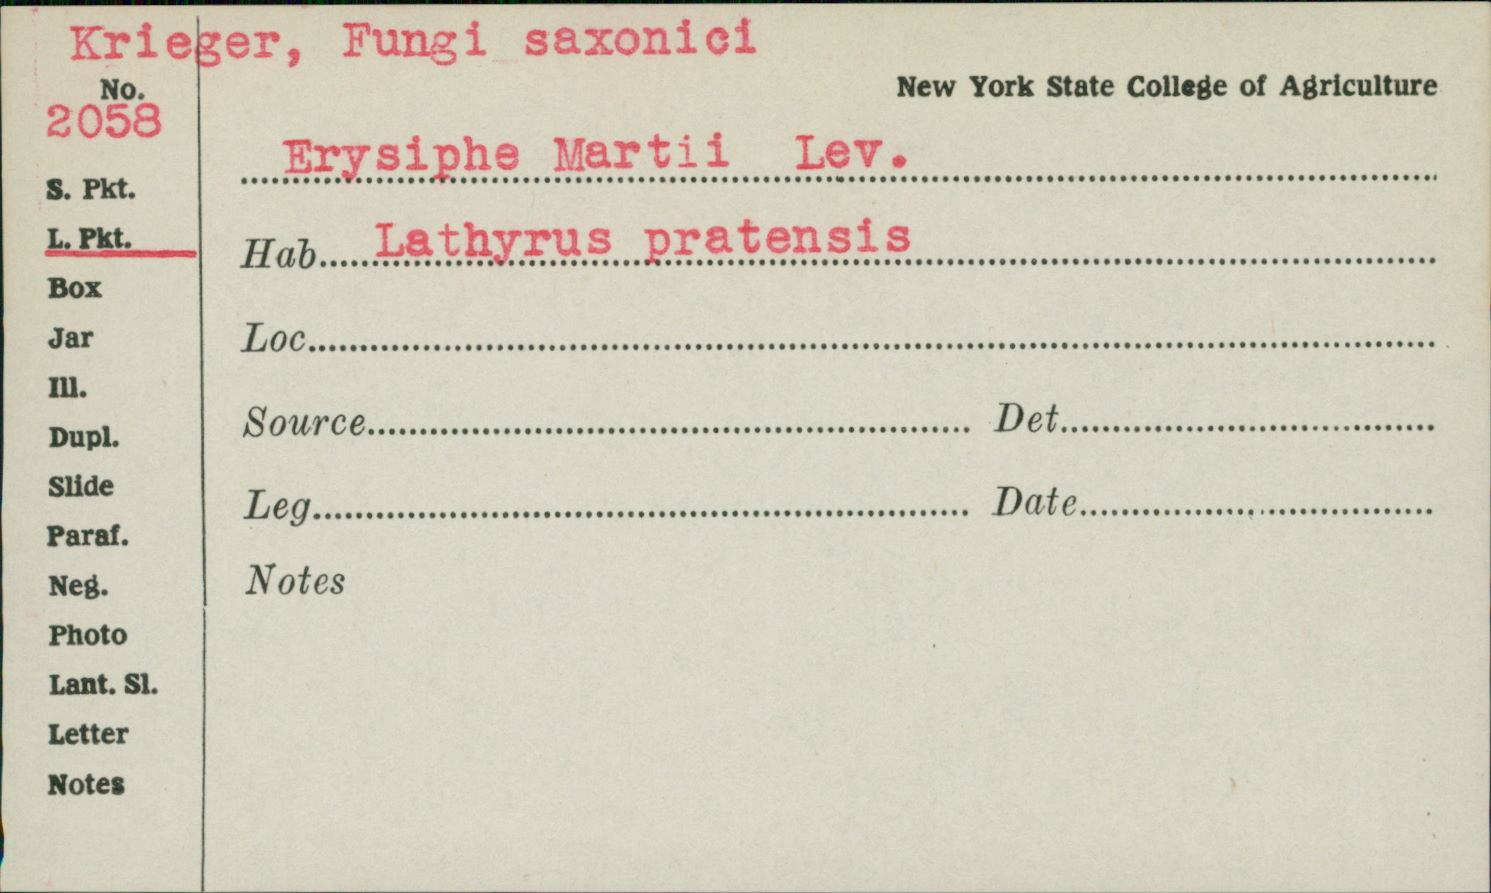 Krieger, Fungi saxonici
New York State College of Agriculture
No.
2058
Erysiphe Martii Lev.
S. Pkt.
L. Pkt.
Hab. Lathyrus pratensis
Box
Jar
Loc.
Ill.
Dupl.
Source Det.
Slide
Leg. Date
Paraf.
Neg.
Notes
Photo
Lant. Sl.
Letter
Notes